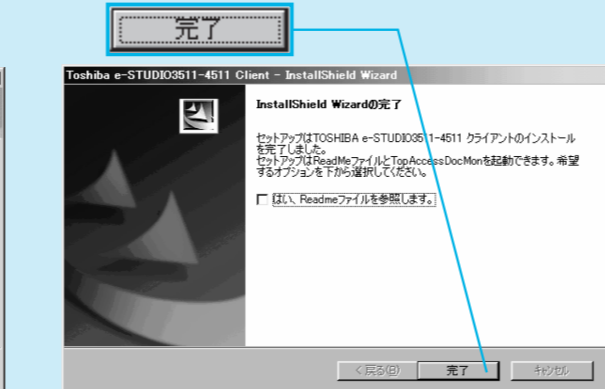 完了
Toshiba e-STUDIO3511-4511 Client - InstallShield Wizard
InstallShield Wizardの完了
セットアップはTOSHIBA e-STUDIO3511-4511 クライアントのインストール
を完了しました。
セットアップはReadMeファイルとTopAccessDocMonを起動できます。希望
するオプションを下から選択してください。
はい、Readmeファイルを参照します。
< 戻る(B)
完了
キャンセル